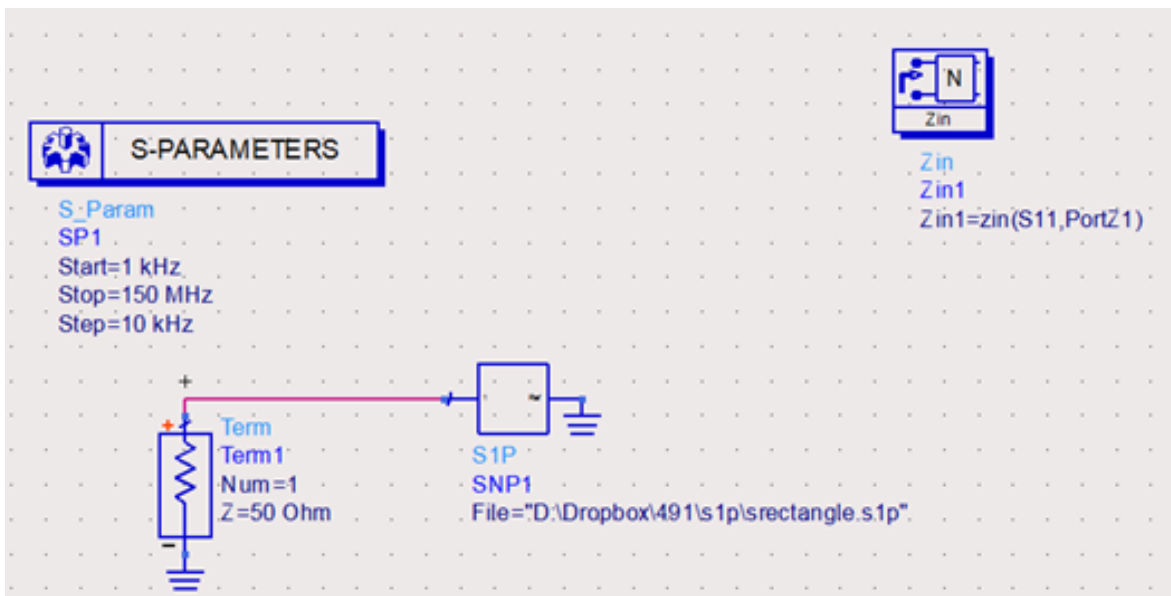 N
Zin
S-PARAMETERS
Zin
Zin1
Zin1=zin(S11,PortZ1)
S_Param
SP1
Start=1 kHz
Stop=150 MHz
Step=10 kHz
Term
Term1
Num=1
Z=50 Ohm
S1P
SNP1
File="D:\Dropbox\491\s1p\srectangle.s1p"